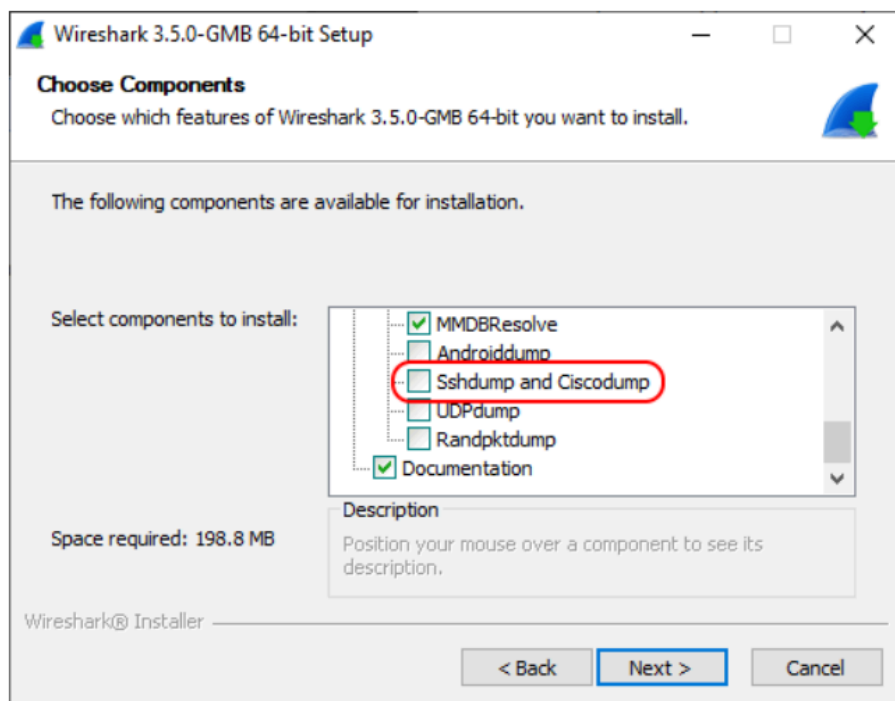 Wireshark 3.5.0-GMB 64-bit Setup
Choose Components
Choose which features of Wireshark 3.5.0-GMB 64-bit you want to install.
The following components are available for installation.
Select components to install:
MMDBResolve
Androiddump
Sshdump and Ciscodump
UDPdump
Randpktdump
Documentation
Space required: 198.8 MB
Description
Position your mouse over a component to see its
description.
Wireshark® Installer
< Back
Next >
Cancel